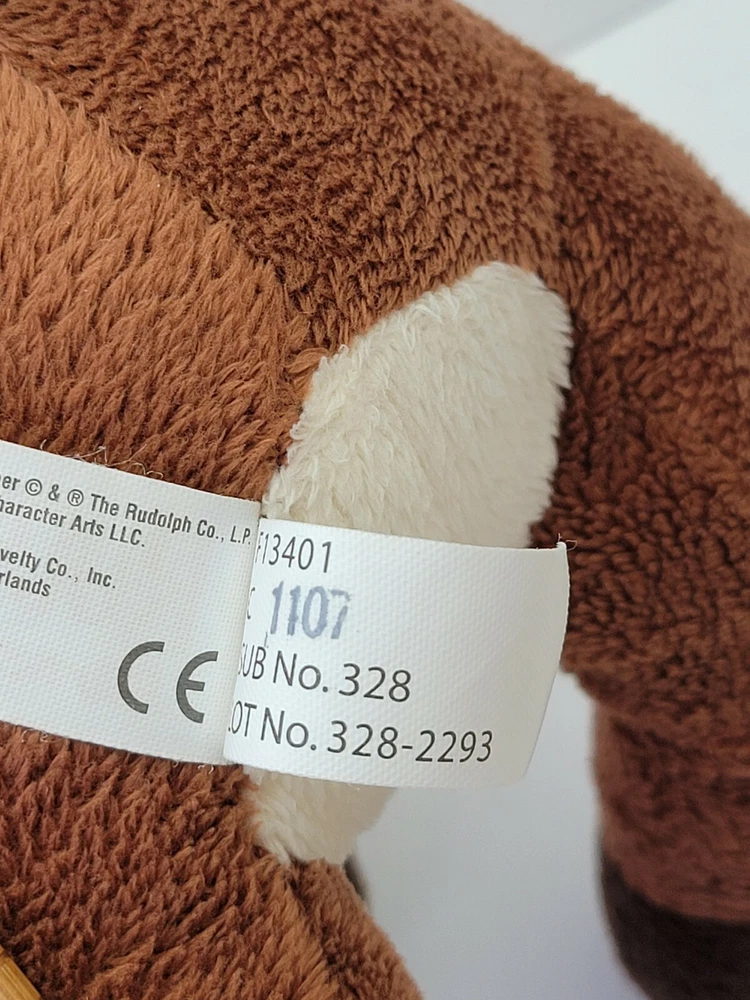 er © & ® The Rudolph Co., L.P.
haracter Arts LLC.
velty Co., Inc.
rlands
CE
F13401
C 1107
SUB No. 328
LOT No. 328-2293